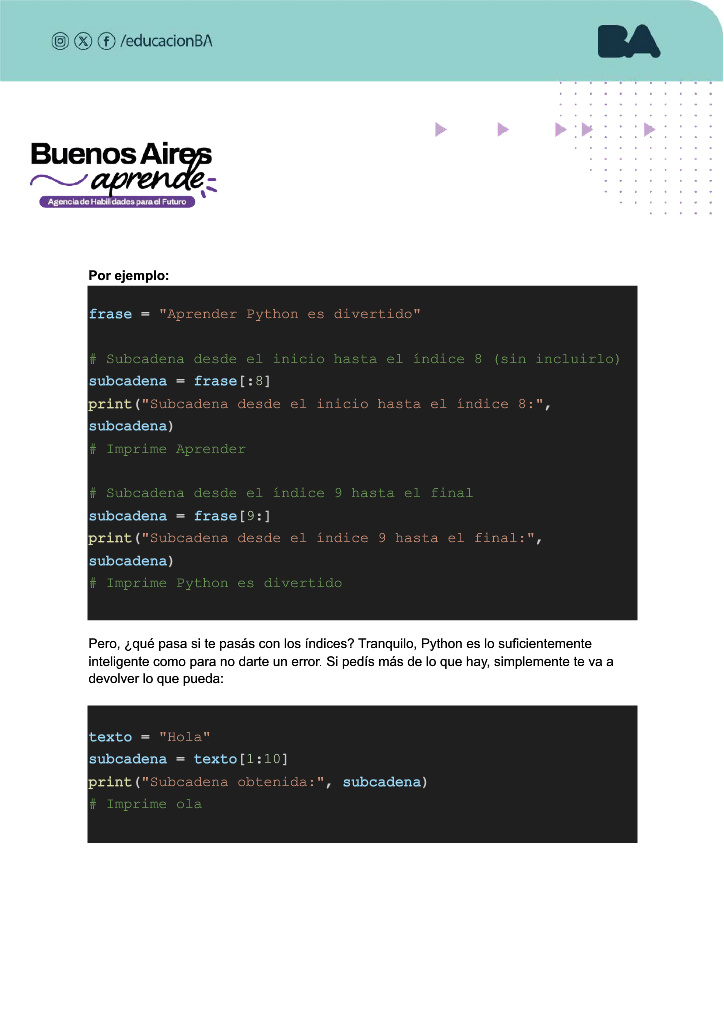 /educacionBA
BA
Buenos Aires
aprende
Agencia de Habilidades para el Futuro
Por ejemplo:
frase = "Aprender Python es divertido"
# Subcadena desde el inicio hasta el índice 8 (sin incluirlo)
subcadena = frase[:8]
print("Subcadena desde el inicio hasta el índice 8:",
subcadena)
# Imprime Aprender
# Subcadena desde el índice 9 hasta el final
subcadena = frase[9:]
print("Subcadena desde el índice 9 hasta el final:",
subcadena)
# Imprime Python es divertido
Pero, ¿qué pasa si te pasás con los índices? Tranquilo, Python es lo suficientemente
inteligente como para no darte un error. Si pedís más de lo que hay, simplemente te va a
devolver lo que pueda:
texto = "Hola"
subcadena = texto[1:10]
print("Subcadena obtenida:", subcadena)
# Imprime ola